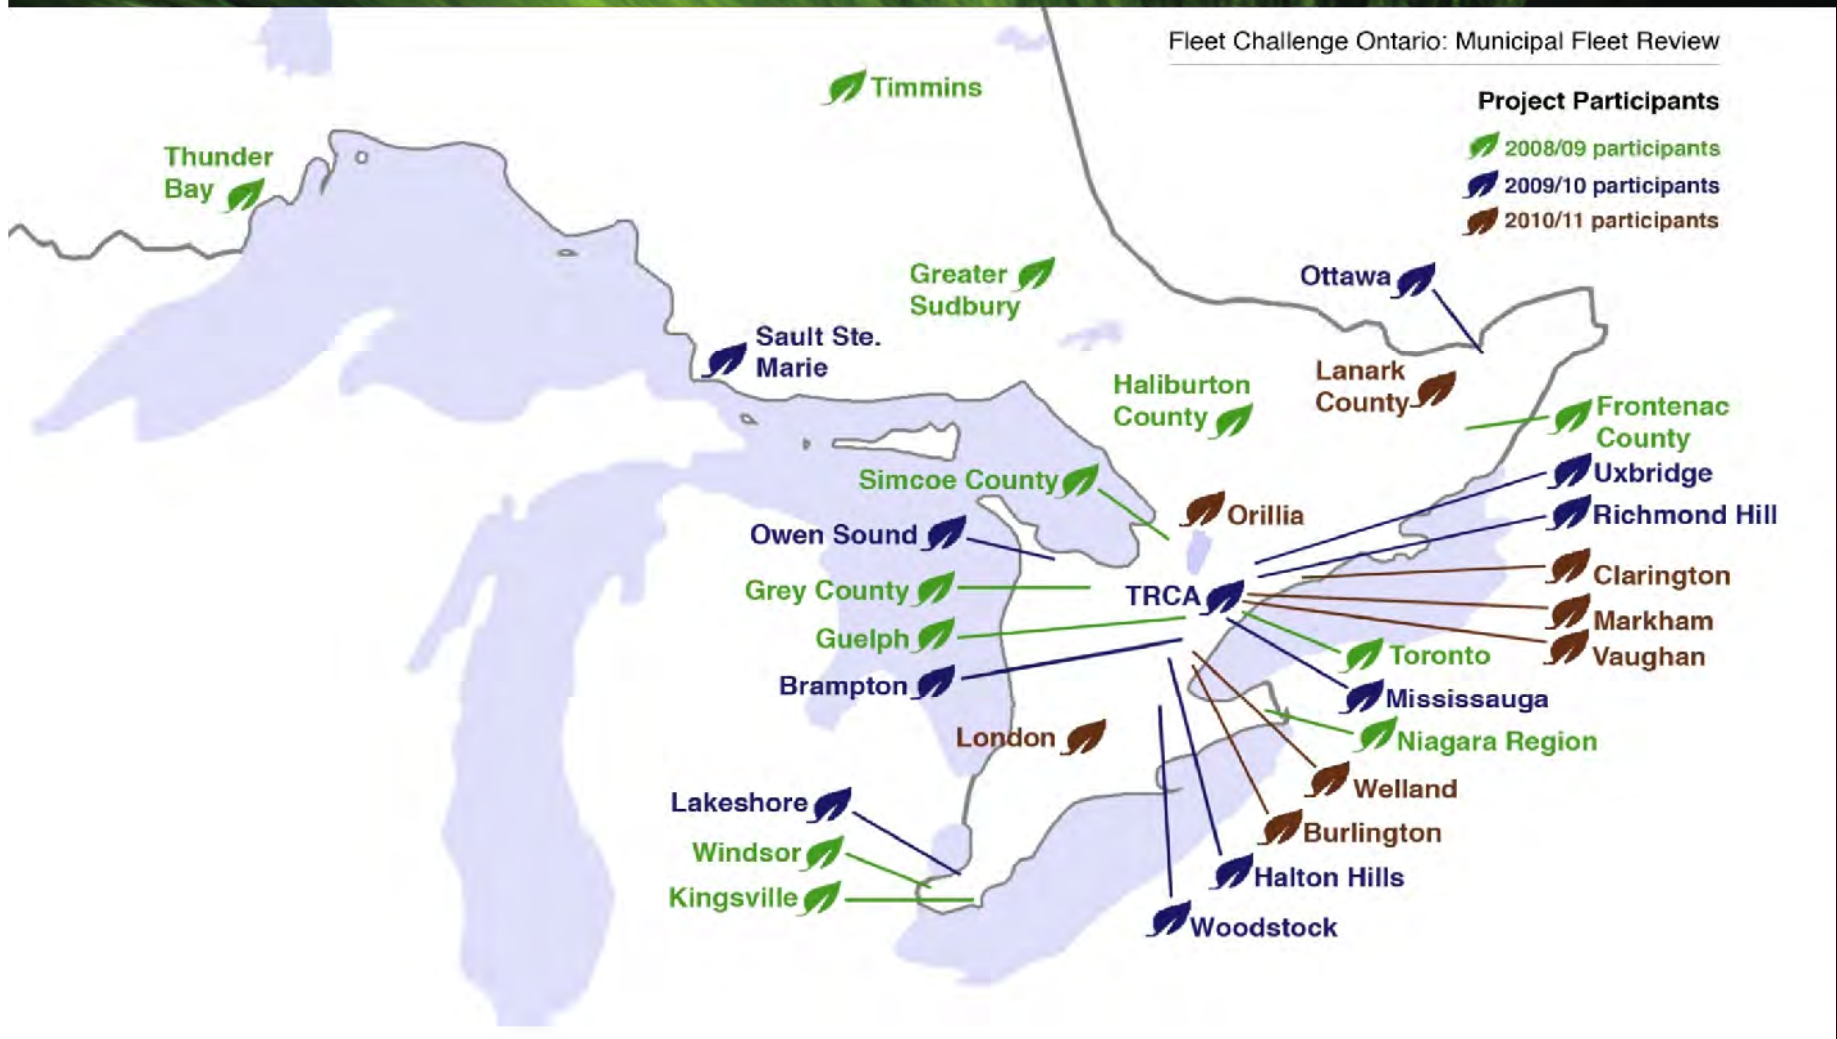 Fleet Challenge Ontario: Municipal Fleet Review
Project Participants
2008/09 participants
2009/10 participants
2010/11 participants
Timmins
Thunder
Bay
Greater
Sudbury
Ottawa
Sault Ste.
Marie
Haliburton
County
Lanark
County
Frontenac
County
Simcoe County
Uxbridge
Orillia
Richmond Hill
Owen Sound
Clarington
Grey County
TRCA
Markham
Guelph
Vaughan
Toronto
Brampton
Mississauga
London
Niagara Region
Welland
Lakeshore
Burlington
Windsor
Halton Hills
Kingsville
Woodstock